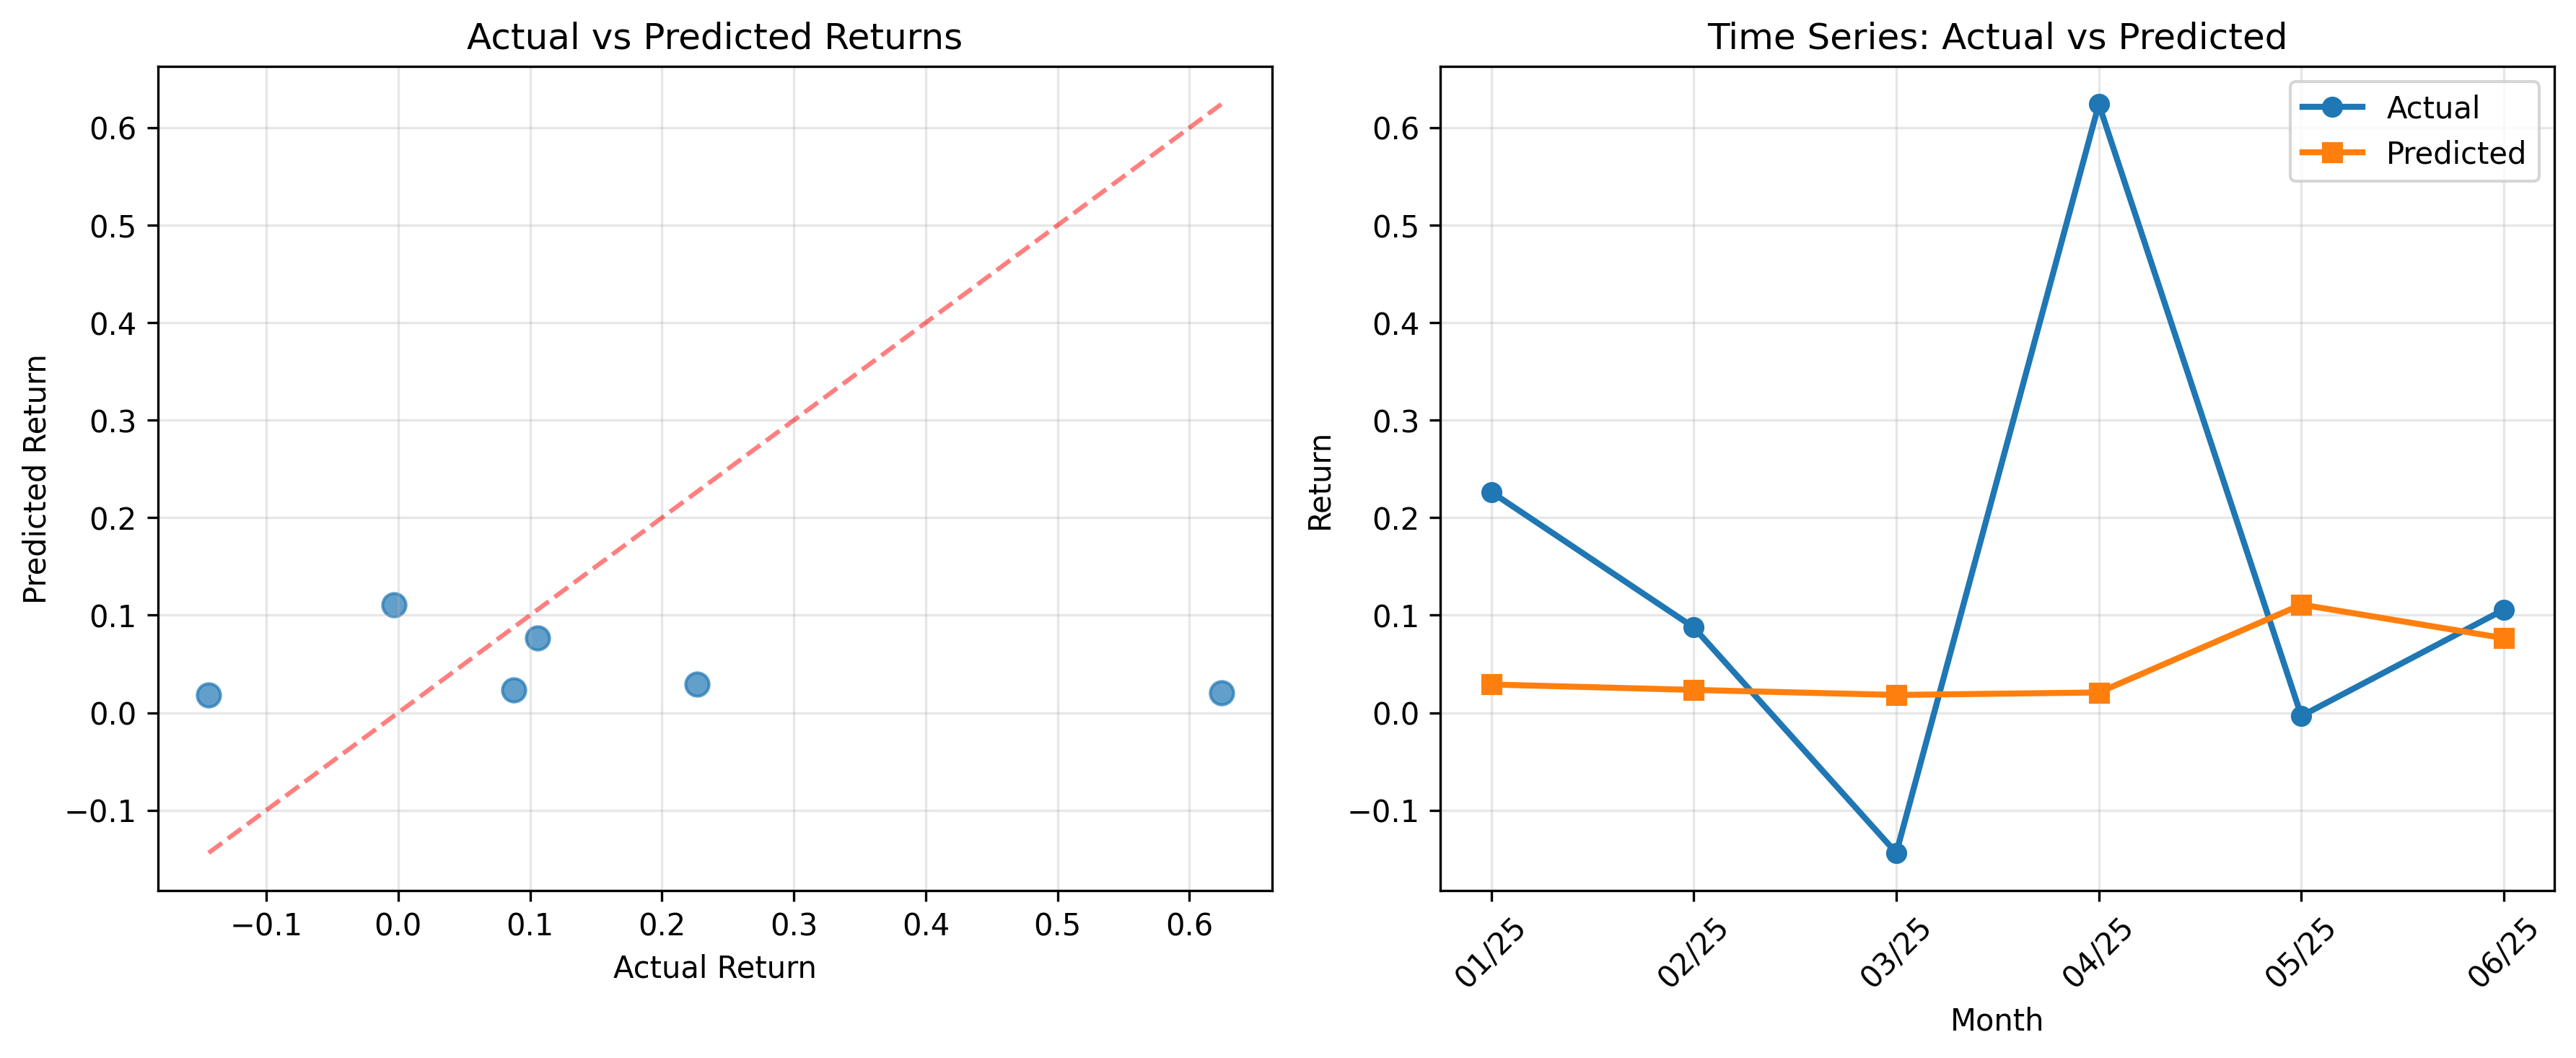 Actual vs Predicted Returns
Predicted Return
0.6
0.5
0.4
0.3
0.2
0.1
0.0
−0.1
−0.1 0.0 0.1 0.2 0.3 0.4 0.5 0.6
Actual Return
Time Series: Actual vs Predicted
Actual
Predicted
Return
0.6
0.5
0.4
0.3
0.2
0.1
0.0
−0.1
01/25 02/25 03/25 04/25 05/25 06/25
Month